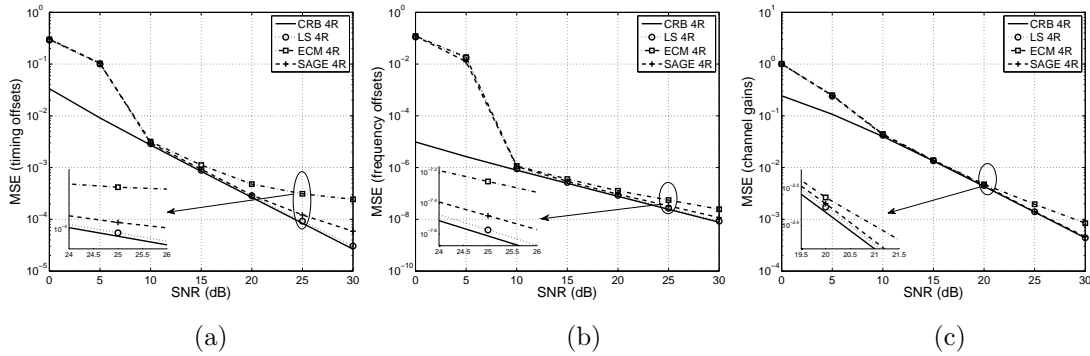 10^0
10^-1
10^-2
10^-3
10^-4
10^-5
MSE (timing offsets)
0 5 10 15 20 25 30
SNR (dB)
CRB 4R
LS 4R
ECM 4R
SAGE 4R
10^-4
24 24.5 25 25.5 26
(a)
10^0
10^-2
10^-4
10^-6
10^-8
10^-10
MSE (frequency offsets)
0 5 10 15 20 25 30
SNR (dB)
CRB 4R
LS 4R
ECM 4R
SAGE 4R
24 24.5 25 25.5 26
(b)
10^1
10^0
10^-1
10^-2
10^-3
10^-4
MSE (channel gains)
0 5 10 15 20 25 30
SNR (dB)
CRB 4R
LS 4R
ECM 4R
SAGE 4R
19.5 20 20.5 21 21.5
(c)